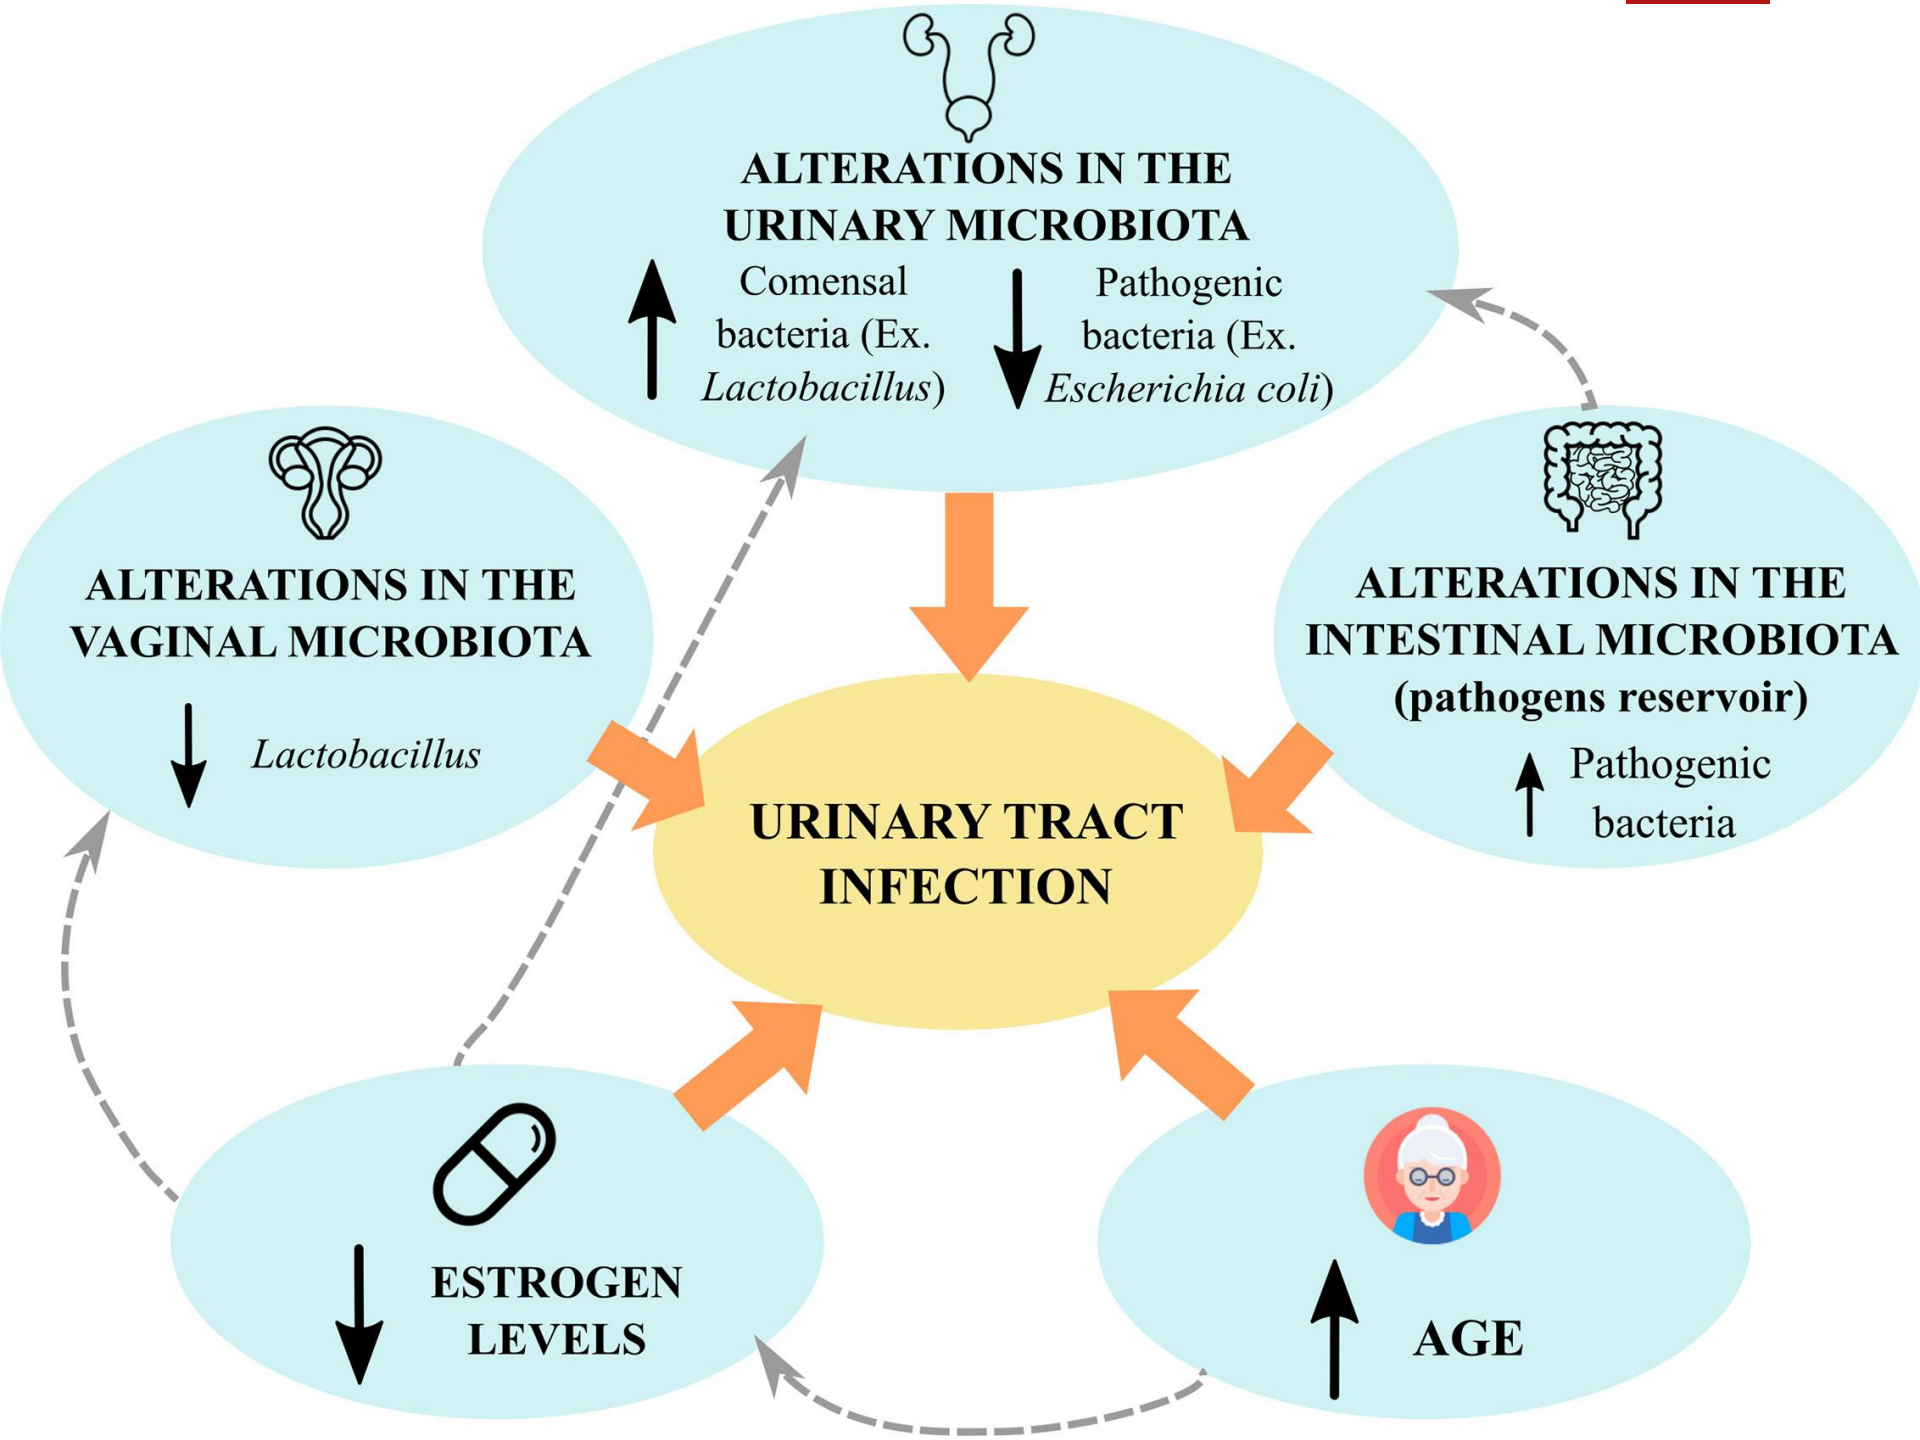 ALTERATIONS IN THE
URINARY MICROBIOTA
Comensal
bacteria (Ex.
Lactobacillus)
Pathogenic
bacteria (Ex.
Escherichia coli)
ALTERATIONS IN THE
VAGINAL MICROBIOTA
Lactobacillus
ALTERATIONS IN THE
INTESTINAL MICROBIOTA
(pathogens reservoir)
Pathogenic
bacteria
URINARY TRACT
INFECTION
ESTROGEN
LEVELS
AGE